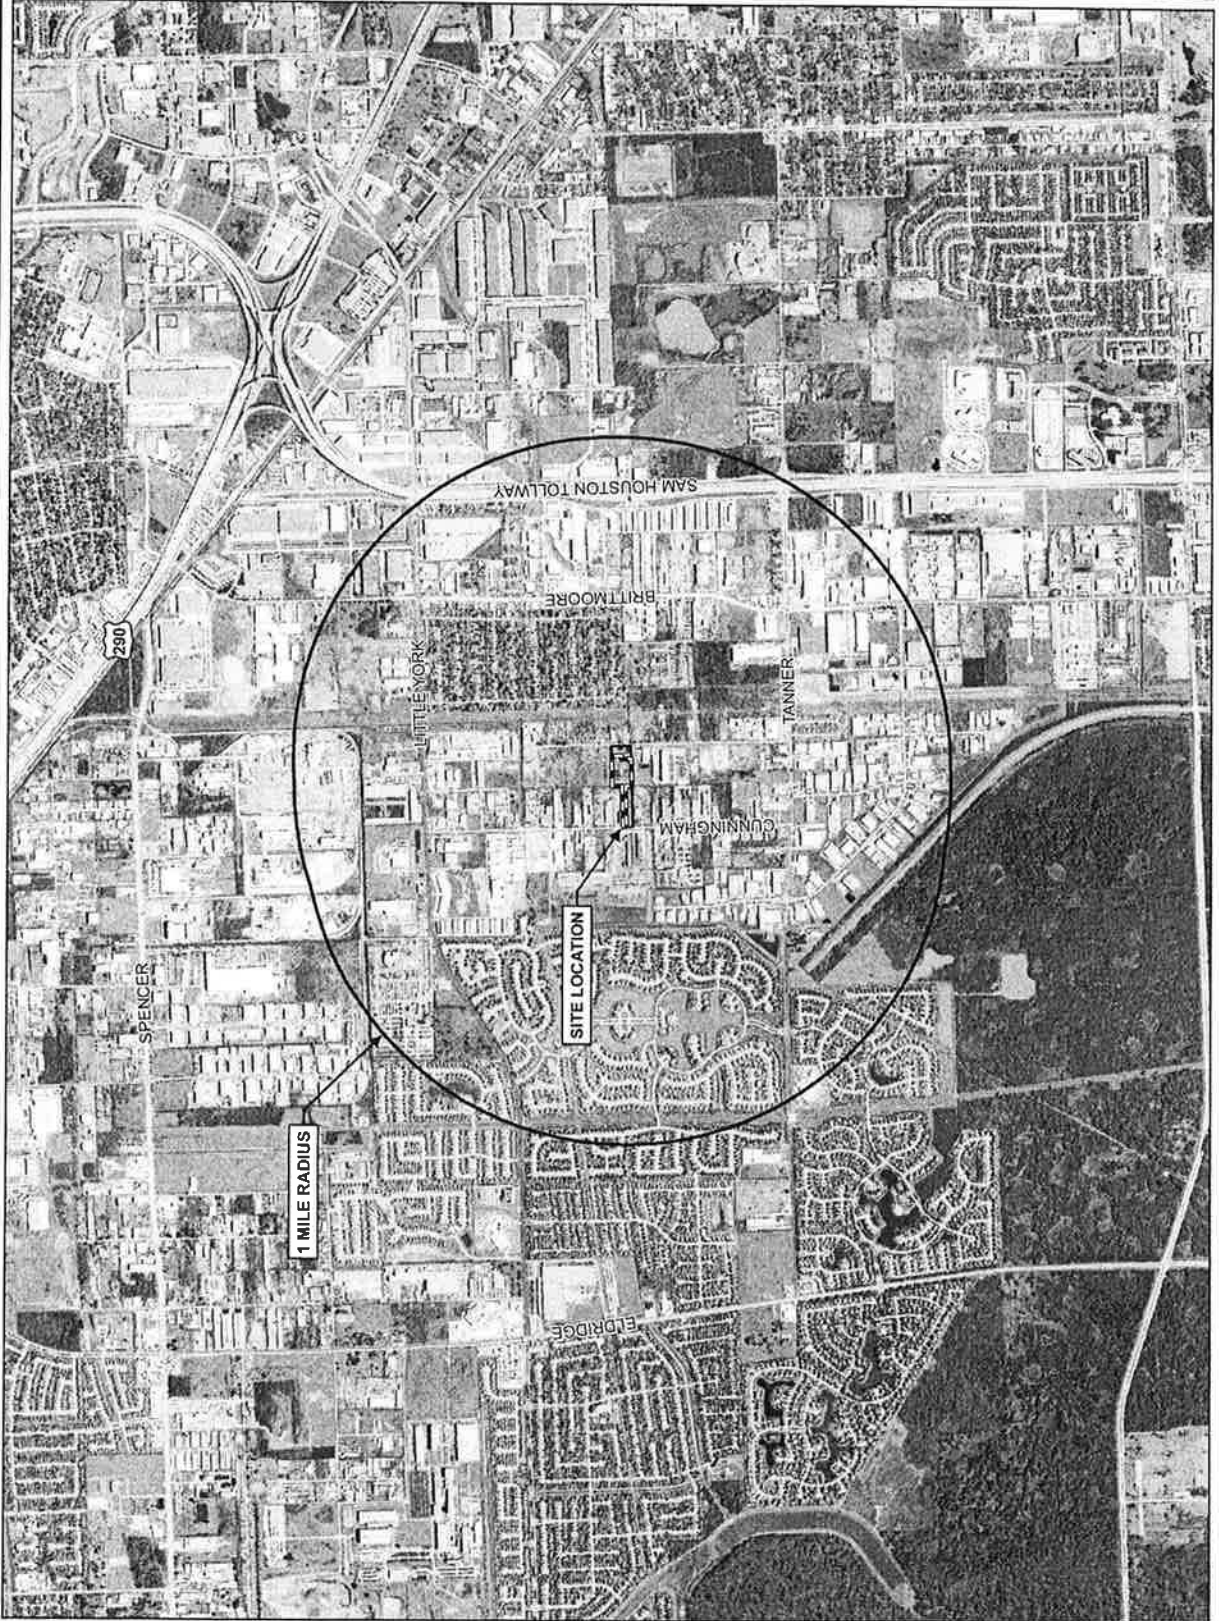 290
SAM HOUSTON TOLLWAY
BRITTMOORE
LITTLE YORK
TANNER
CUNNINGHAM
SITE LOCATION
SPENCER
1 MILE RADIUS
ELDRIDGE